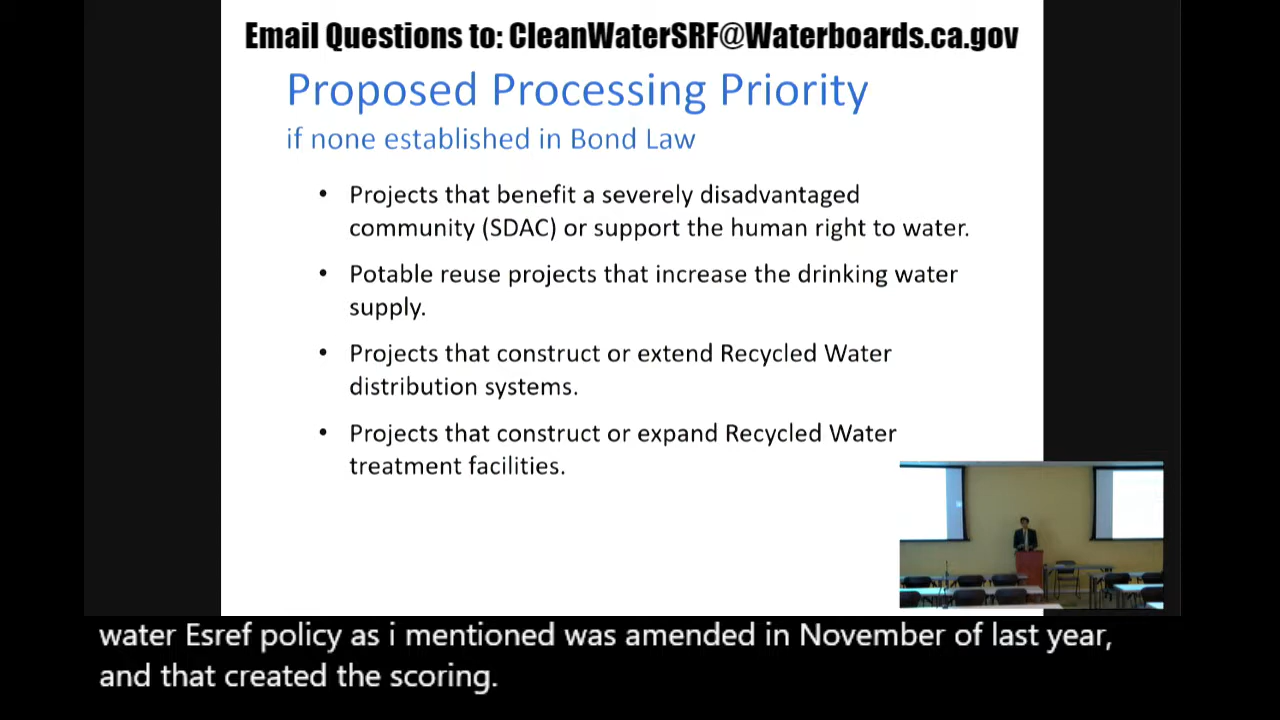 Email Questions to: CleanWaterSRF@Waterboards.ca.gov
Proposed Processing Priority
if none established in Bond Law
• Projects that benefit a severely disadvantaged
community (SDAC) or support the human right to water.
• Potable reuse projects that increase the drinking water
supply.
• Projects that construct or extend Recycled Water
distribution systems.
• Projects that construct or expand Recycled Water
treatment facilities.
water Esref policy as i mentioned was amended in November of last year,
and that created the scoring.